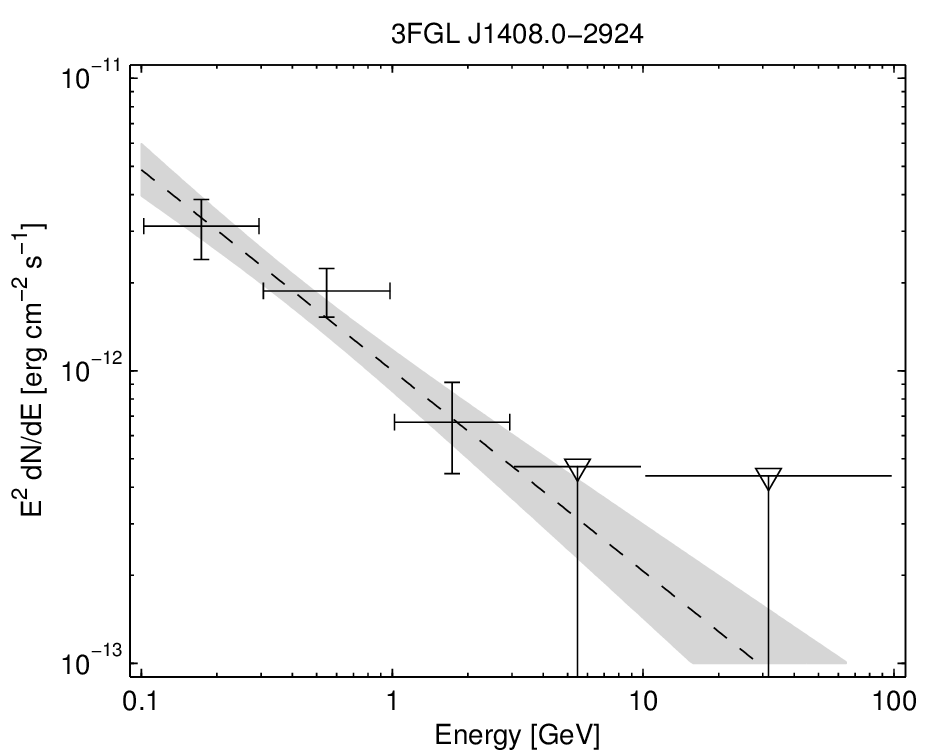 3FGL J1408.0−2924
10⁻¹¹
10⁻¹²
10⁻¹³
E² dN/dE [erg cm⁻² s⁻¹]
0.1 1 10 100
Energy [GeV]